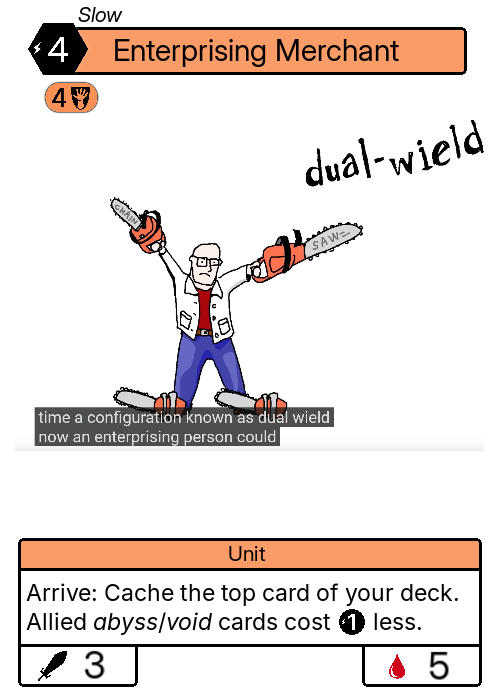 Slow
4 Enterprising Merchant
4
dual-wield
CHAIN
SAW=
time a configuration known as dual wield
now an enterprising person could
Unit
Arrive: Cache the top card of your deck.
Allied abyss/void cards cost 1 less.
3
5